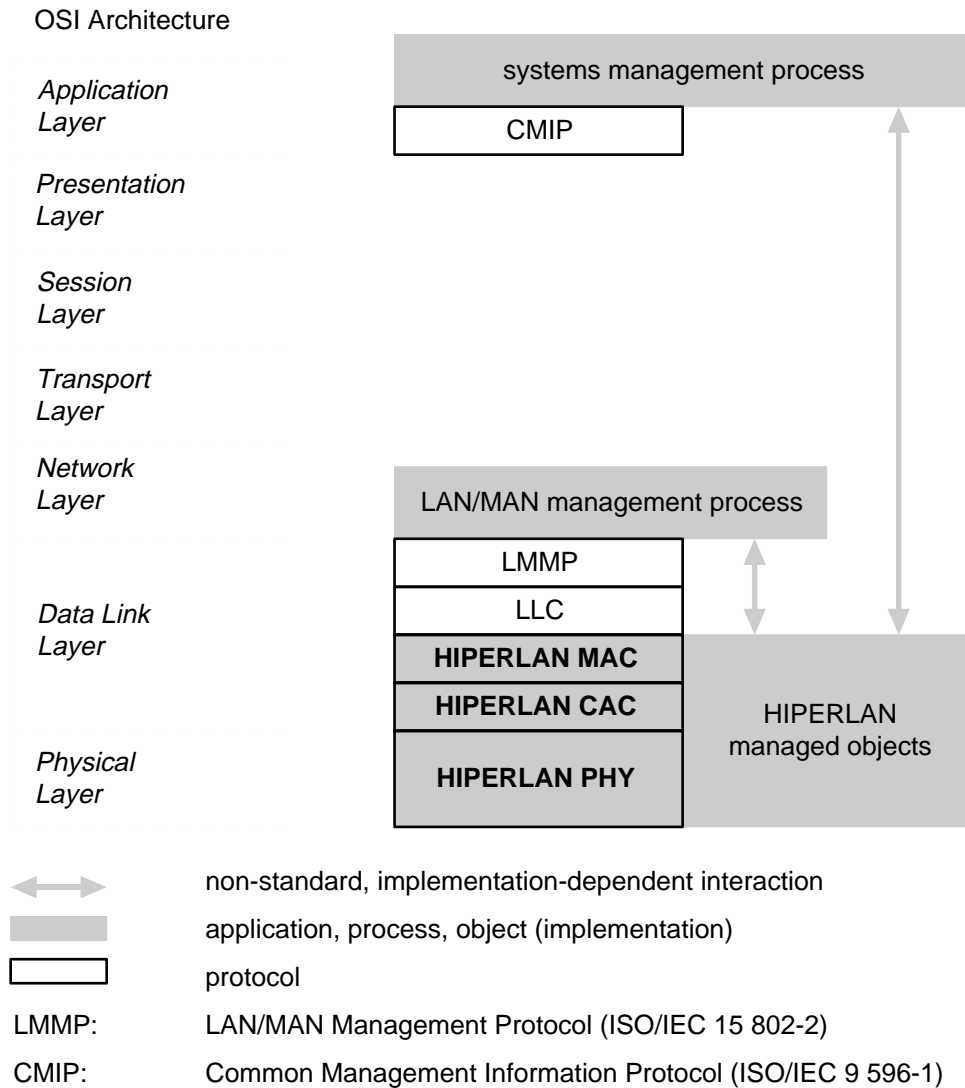 OSI Architecture
systems management process
Application
Layer
CMIP
Presentation
Layer
Session
Layer
Transport
Layer
Network
Layer
LAN/MAN management process
LMMP
Data Link
Layer
LLC
HIPERLAN MAC
HIPERLAN CAC
HIPERLAN
managed objects
Physical
Layer
HIPERLAN PHY
non-standard, implementation-dependent interaction
application, process, object (implementation)
protocol
LMMP: LAN/MAN Management Protocol (ISO/IEC 15 802-2)
CMIP: Common Management Information Protocol (ISO/IEC 9 596-1)